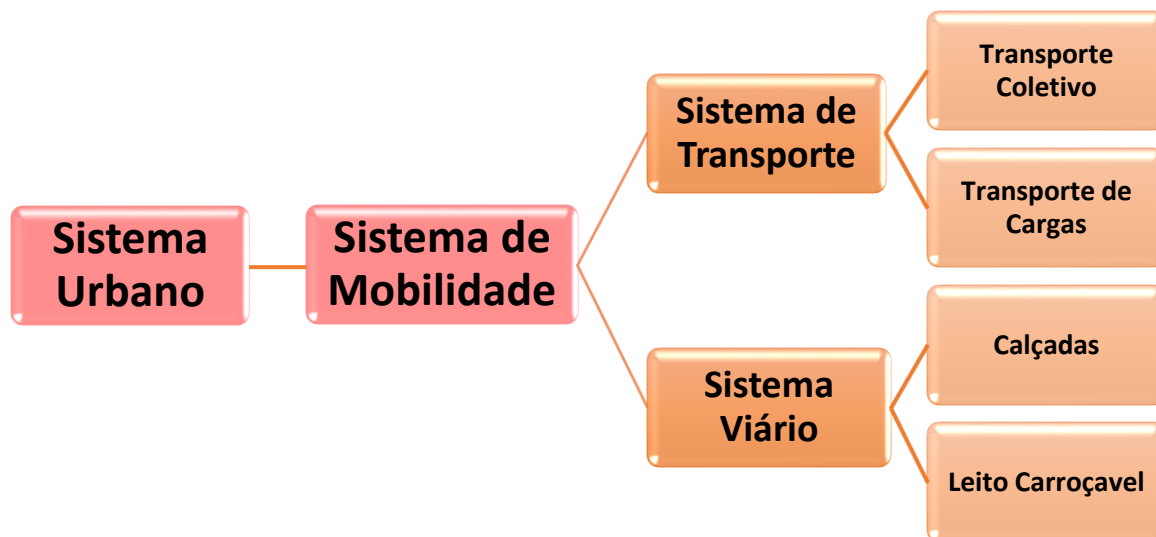 Sistema
Urbano
Sistema de
Mobilidade
Sistema de
Transporte
Transporte
Coletivo
Transporte de
Cargas
Sistema
Viário
Calçadas
Leito Carroçavel